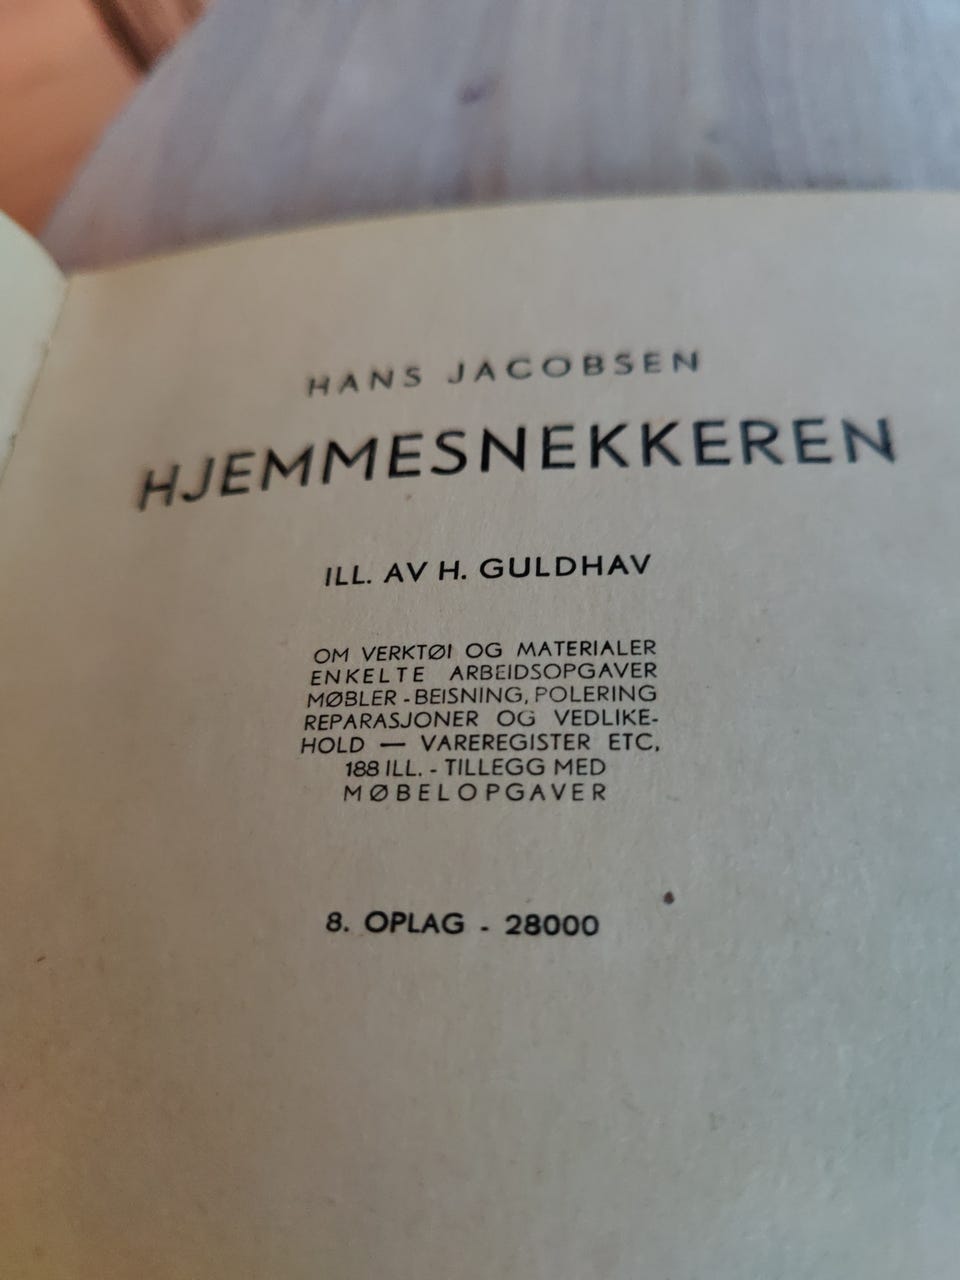 HANS JACOBSEN
HJEMMESNEKKEREN
ILL. AV H. GULDHAV
OM VERKTØI OG MATERIALER
ENKELTE ARBEIDSOPGAVER
MØBLER - BEISNING, POLERING
REPARASJONER OG VEDLIKE-
HOLD — VAREREGISTER ETC,
188 ILL. - TILLEGG MED
MØBELOPGAVER
8. OPLAG - 28000